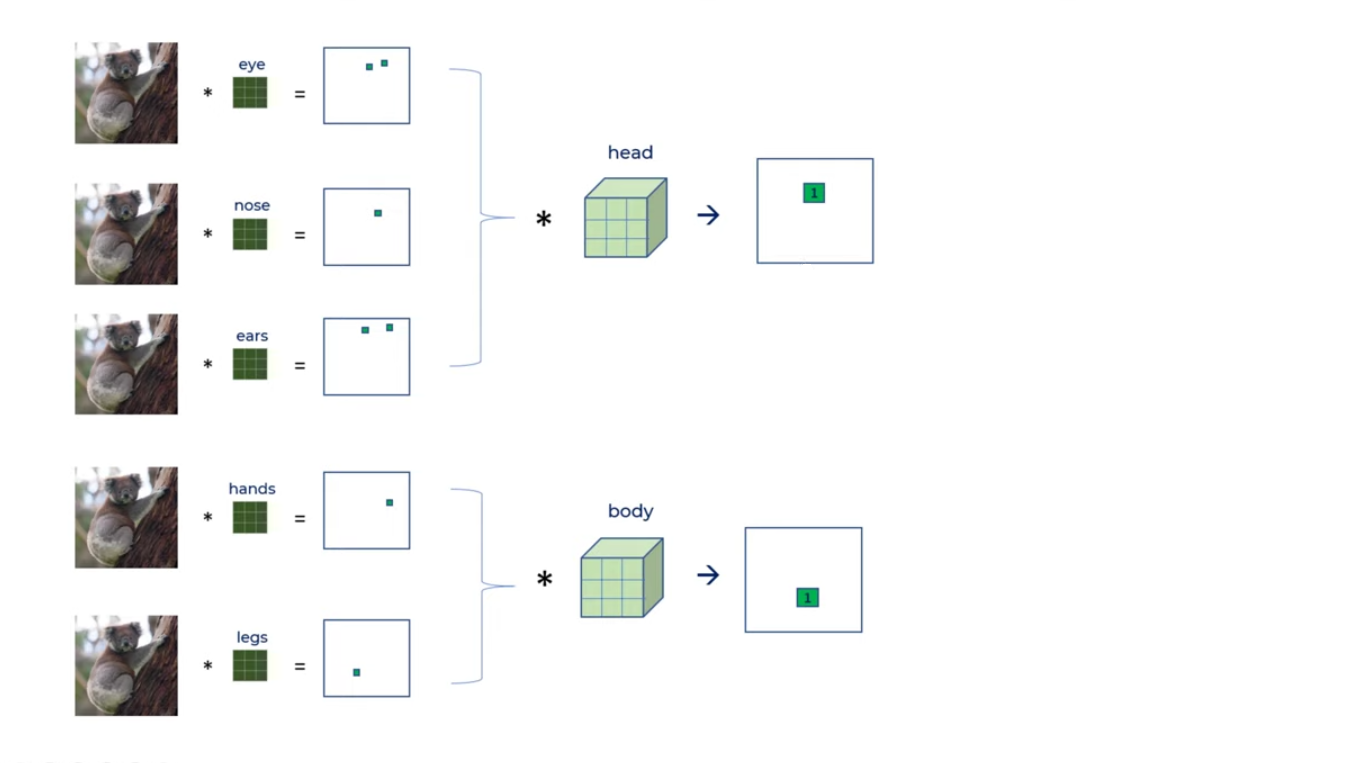 eye
* =
nose
* =
ears
* =
head
* → 1
hands
* =
legs
* =
body
* → 1